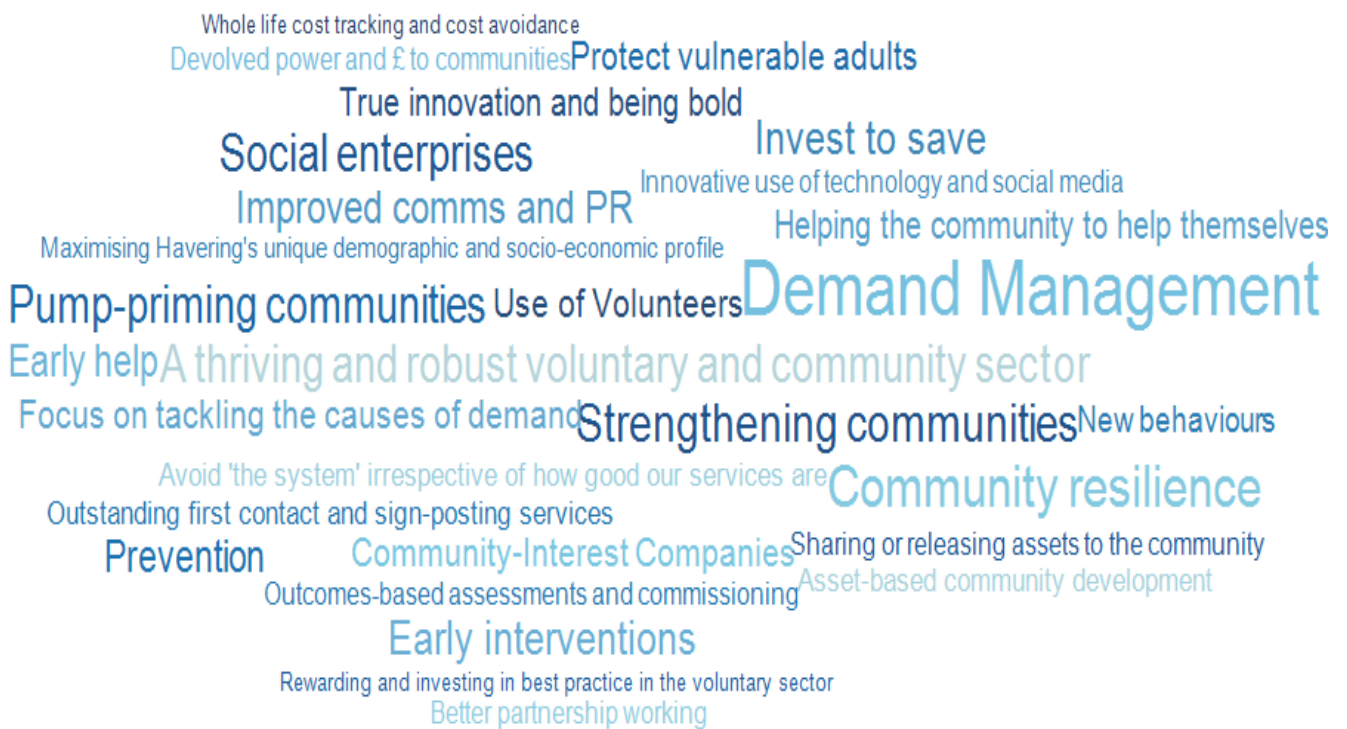 Whole life cost tracking and cost avoidance
Devolved power and £ to communities Protect vulnerable adults
True innovation and being bold
Social enterprises Invest to save
Innovative use of technology and social media
Improved comms and PR
Helping the community to help themselves
Maximising Havering's unique demographic and socio-economic profile
Demand Management
Pump-priming communities Use of Volunteers
Early help A thriving and robust voluntary and community sector
Focus on tackling the causes of demand Strengthening communities New behaviours
Avoid 'the system' irrespective of how good our services are Community resilience
Outstanding first contact and sign-posting services
Prevention Community-Interest Companies Sharing or releasing assets to the community
Outcomes-based assessments and commissioning Asset-based community development
Early interventions
Rewarding and investing in best practice in the voluntary sector
Better partnership working